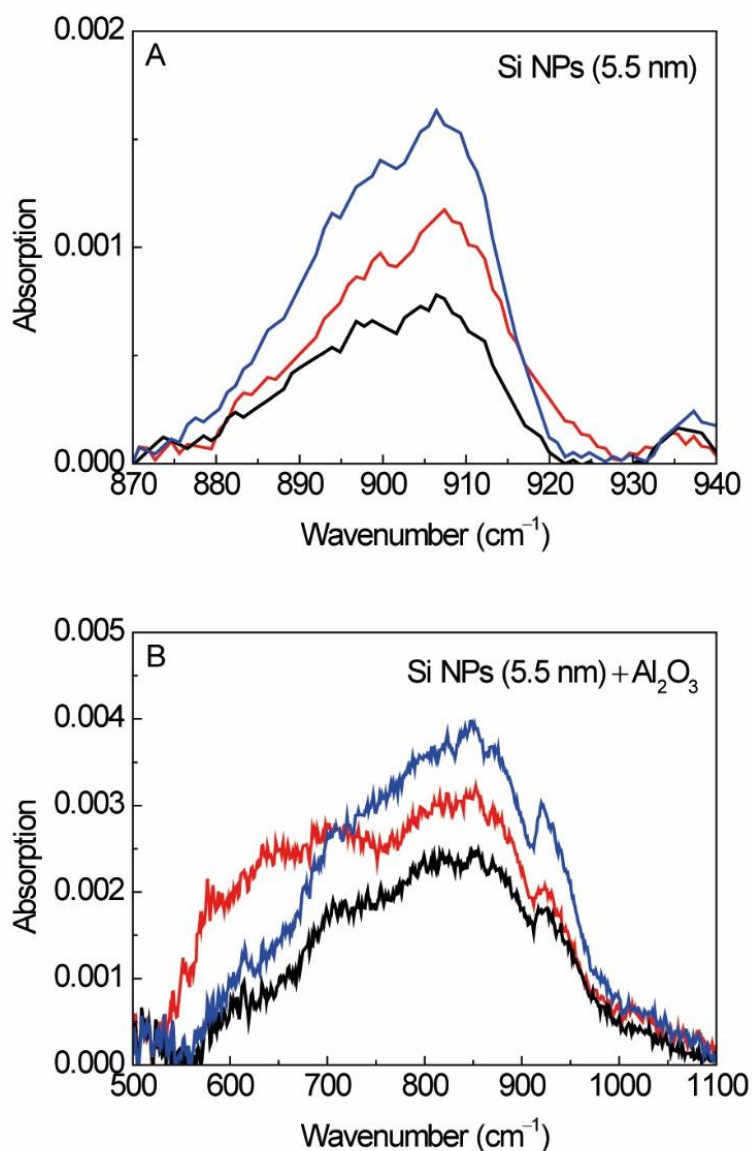 A
Si NPs (5.5 nm)
0.002
0.001
0.000
Absorption
870 880 890 900 910 920 930 940
Wavenumber (cm⁻¹)
B
Si NPs (5.5 nm) + Al₂O₃
0.005
0.004
0.003
0.002
0.001
0.000
Absorption
500 600 700 800 900 1000 1100
Wavenumber (cm⁻¹)